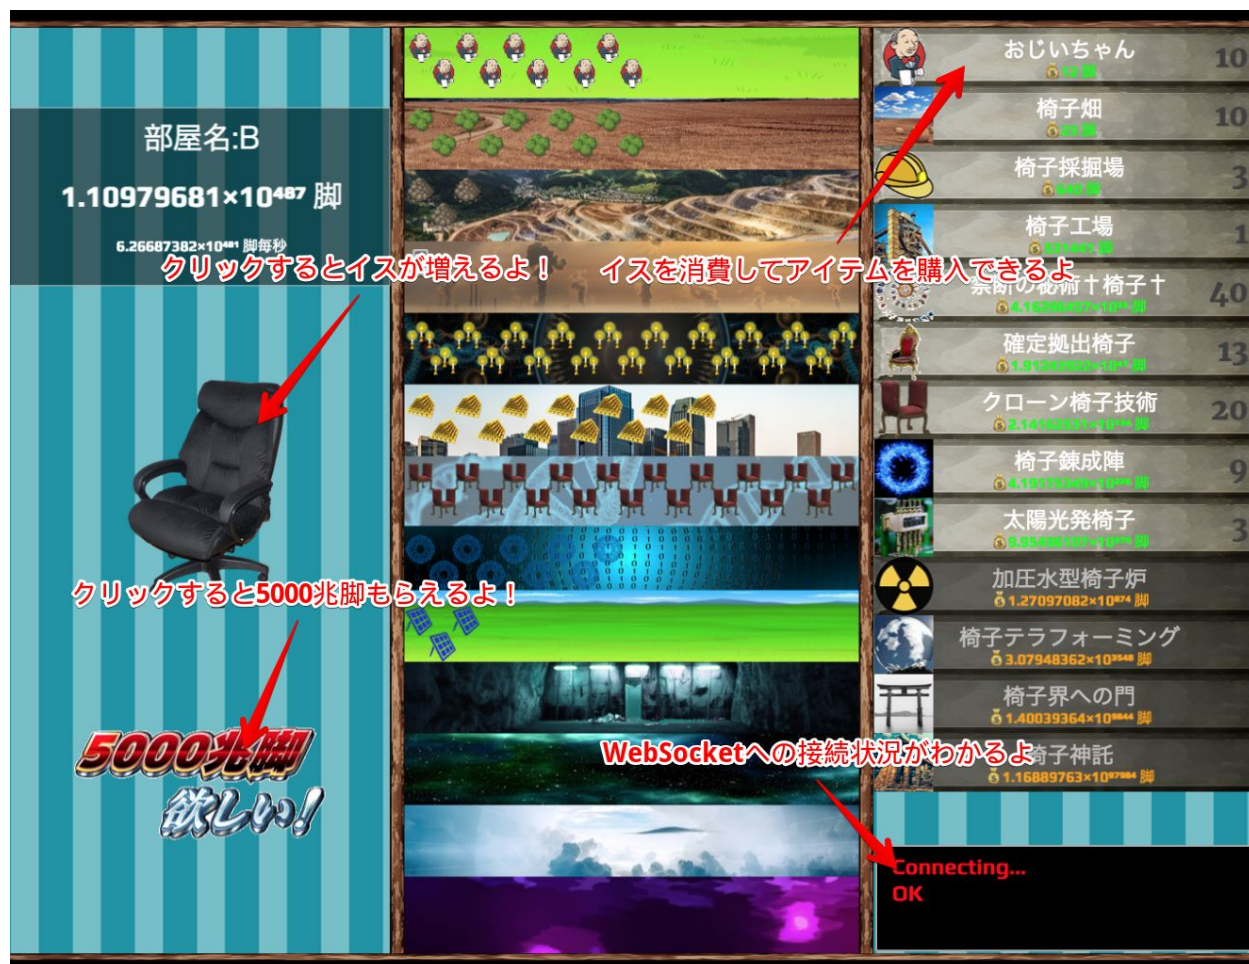 部屋名:B
1.10979681×10⁴⁸⁷ 脚
6.26687382×10⁴⁸¹ 脚毎秒
クリックするとイスが増えるよ！
クリックすると5000兆脚もらえるよ！
5000兆脚
欲しい!
イスを消費してアイテムを購入できるよ
WebSocketへの接続状況がわかるよ
おじいちゃん 10
椅子畑 10
椅子採掘場 3
椅子工場 1
禁断の秘術†椅子† 40
確定拠出椅子 13
クローン椅子技術 20
椅子錬成陣 9
太陽光発椅子 3
加圧水型椅子炉
1.27097082×10⁸⁷⁴ 脚
椅子テラフォーミング
3.07948362×10³⁵⁴⁸ 脚
椅子界への門
1.40039364×10⁹⁶⁴⁴ 脚
椅子神託
脚
Connecting...
OK